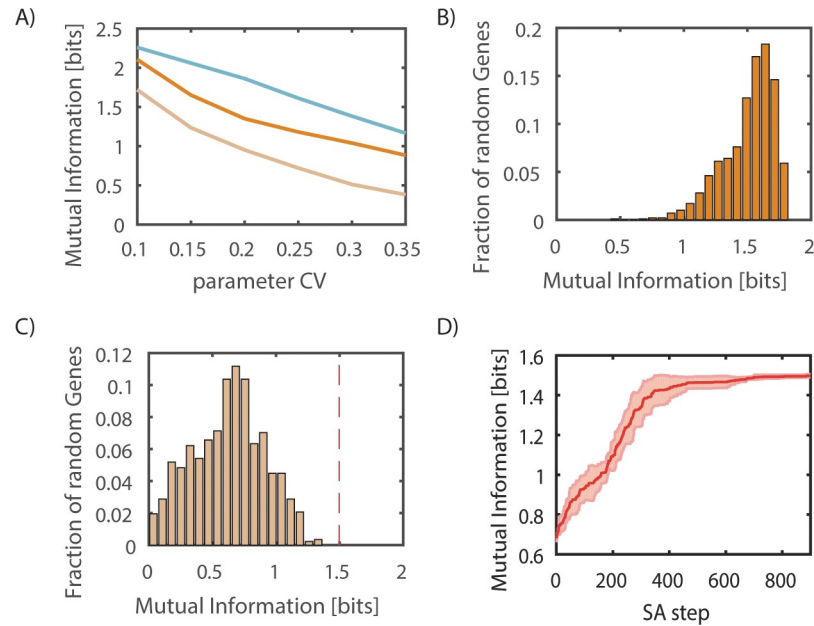 A)
Mutual Information [bits]
2.5
2
1.5
1
0.5
0
0.1 0.15 0.2 0.25 0.3 0.35
parameter CV
B)
Fraction of random Genes
0.2
0.15
0.1
0.05
0
0 0.5 1 1.5 2
Mutual Information [bits]
C)
Fraction of random Genes
0.12
0.1
0.08
0.06
0.04
0.02
0
0 0.5 1 1.5 2
Mutual Information [bits]
D)
Mutual Information [bits]
1.6
1.4
1.2
1
0.8
0.6
0 200 400 600 800
SA step